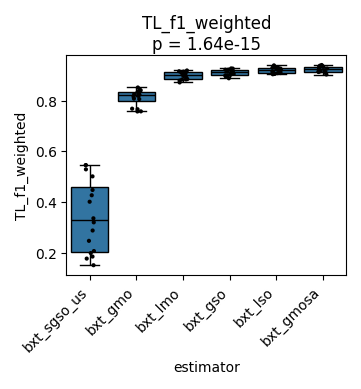 TL_f1_weighted
p = 1.64e-15
TL_f1_weighted
0.8
0.6
0.4
0.2
bxt_sgso_us
bxt_gmo
bxt_lmo
bxt_gso
bxt_lso
bxt_gmosa
estimator